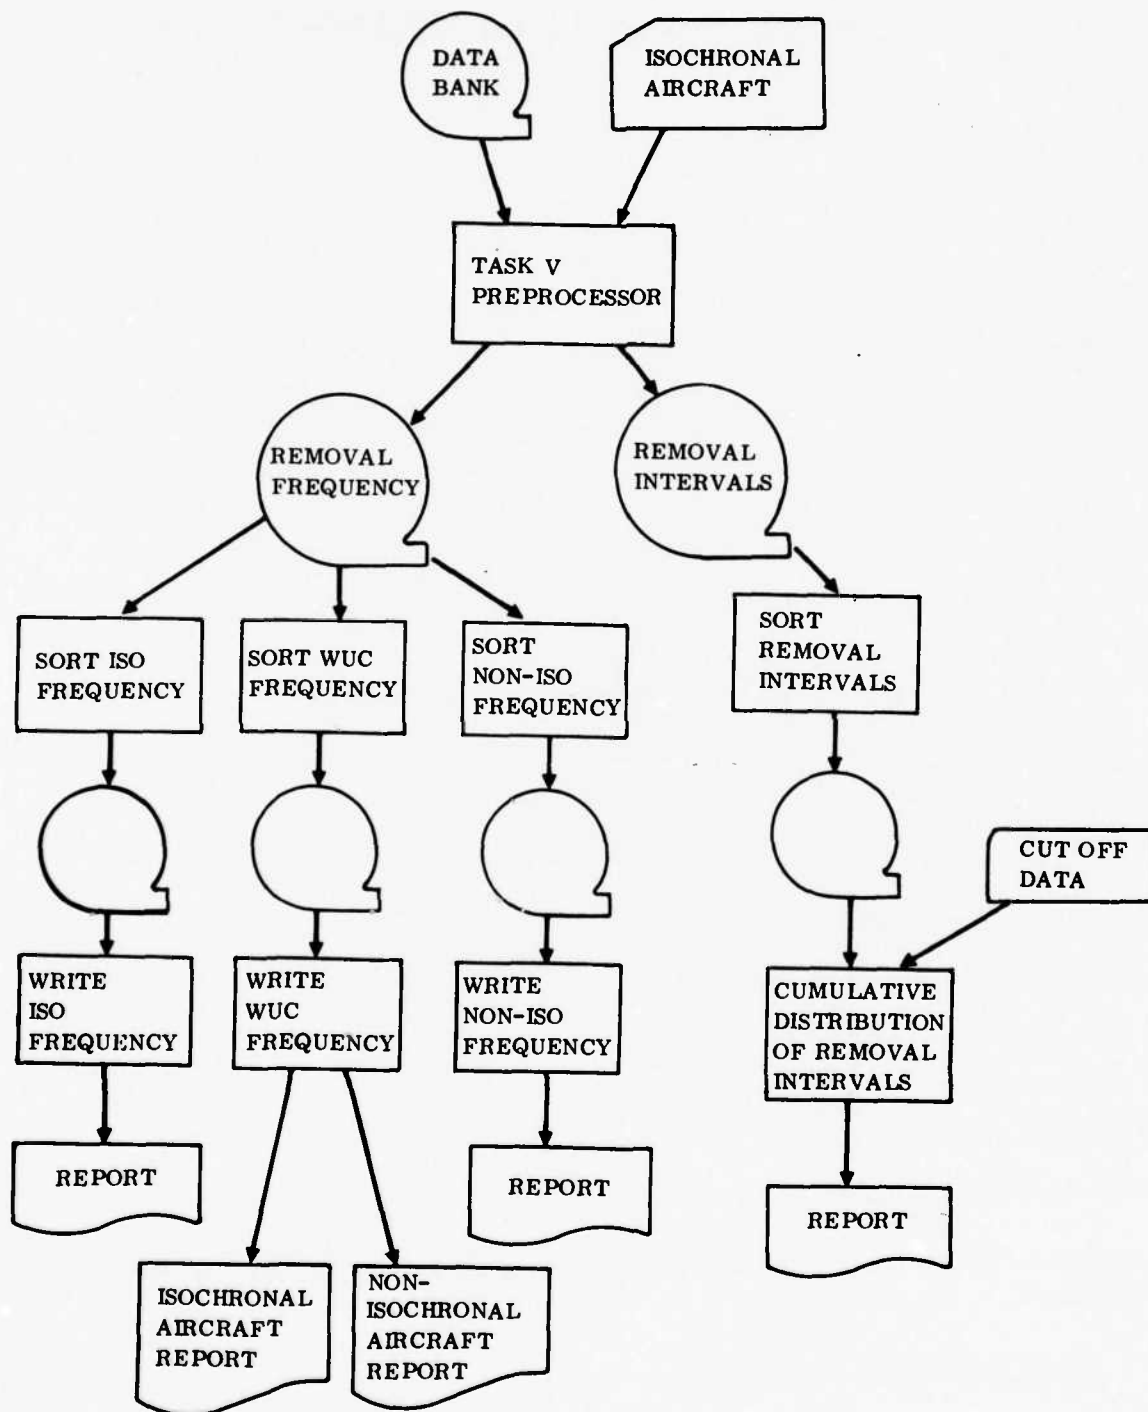 DATA
BANK
ISOCHRONAL
AIRCRAFT
TASK V
PREPROCESSOR
REMOVAL
FREQUENCY
REMOVAL
INTERVALS
SORT ISO
FREQUENCY
SORT WUC
FREQUENCY
SORT
NON-ISO
FREQUENCY
SORT
REMOVAL
INTERVALS
CUT OFF
DATA
WRITE
ISO
FREQUENCY
WRITE
WUC
FREQUENCY
WRITE
NON-ISO
FREQUENCY
CUMULATIVE
DISTRIBUTION
OF REMOVAL
INTERVALS
REPORT
REPORT
REPORT
ISOCHRONAL
AIRCRAFT
REPORT
NON-
ISOCHRONAL
AIRCRAFT
REPORT